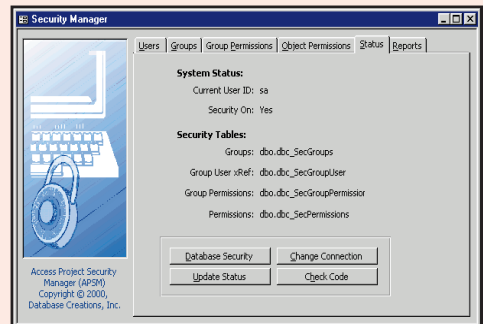 Security Manager
Users Groups Group Permissions Object Permissions Status Reports
System Status:
Current User ID: sa
Security On: Yes
Security Tables:
Groups: dbo.dbc_SecGroups
Group User xRef: dbo.dbc_SecGroupUser
Group Permissions: dbo.dbc_SecGroupPermission
Permissions: dbo.dbc_SecPermissions
Database Security Change Connection
Update Status Check Code
Access Project Security
Manager (APSM)
Copyright © 2000,
Database Creations, Inc.